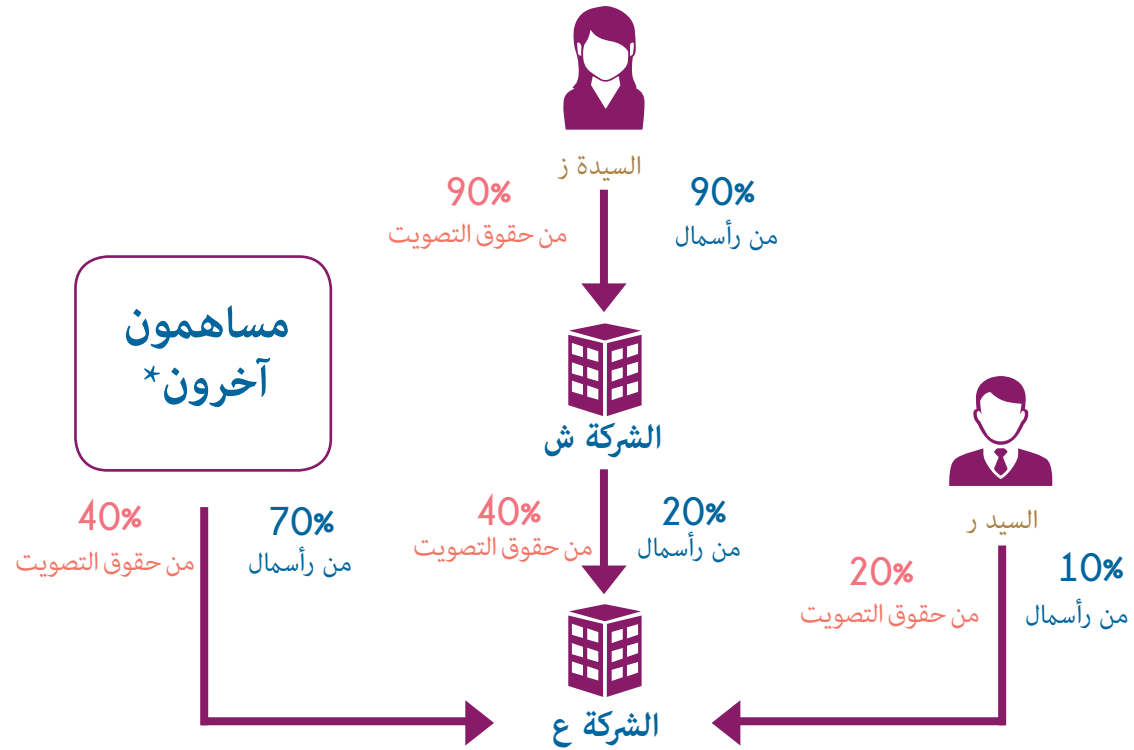 السيدة ز
90%
من رأسمال
90%
من حقوق التصويت
مساهمون
آخرون*
الشركة ش
20%
من رأسمال
40%
من حقوق التصويت
السيد ر
10%
من رأسمال
20%
من حقوق التصويت
70%
من رأسمال
40%
من حقوق التصويت
الشركة ع